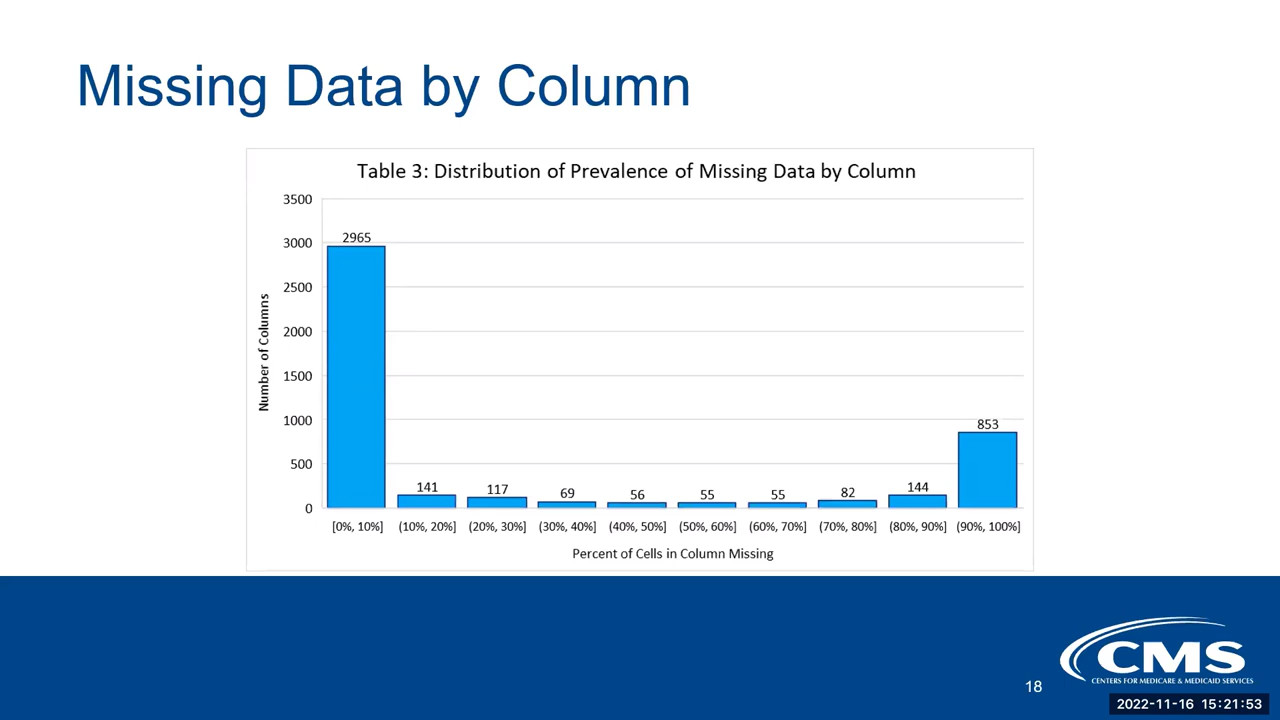 Missing Data by Column
Table 3: Distribution of Prevalence of Missing Data by Column
3500
3000
2500
2000
1500
1000
500
0
Number of Columns
2965
141
117
69
56
55
55
82
144
853
[0%, 10%] (10%, 20%] (20%, 30%] (30%, 40%] (40%, 50%] (50%, 60%] (60%, 70%] (70%, 80%] (80%, 90%] (90%, 100%]
Percent of Cells in Column Missing
CMS
CENTERS FOR MEDICARE & MEDICAID SERVICES
18
2022-11-16 15:21:53